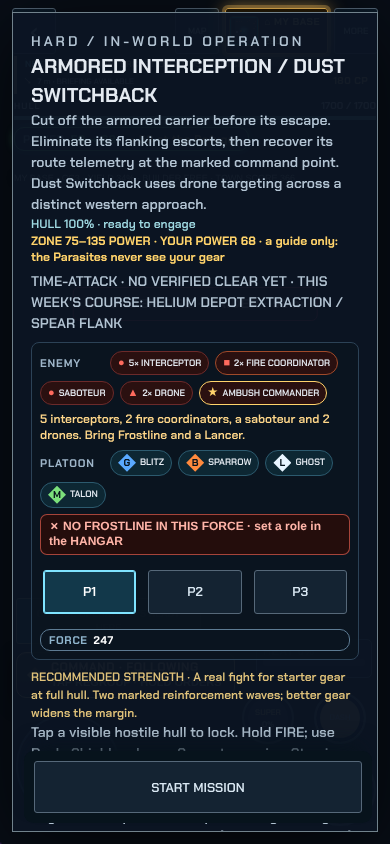 HARD / IN-WORLD OPERATION
ARMORED INTERCEPTION / DUST
SWITCHBACK
Cut off the armored carrier before its escape.
Eliminate its flanking escorts, then recover its
route telemetry at the marked command point.
Dust Switchback uses drone targeting across a
distinct western approach.
HULL 100% · ready to engage
ZONE 75–135 POWER · YOUR POWER 68 · a guide only:
the Parasites never see your gear
TIME-ATTACK · NO VERIFIED CLEAR YET · THIS
WEEK'S COURSE: HELIUM DEPOT EXTRACTION /
SPEAR FLANK
ENEMY ● 5× INTERCEPTOR ■ 2× FIRE COORDINATOR
● SABOTEUR ▲ 2× DRONE ★ AMBUSH COMMANDER
5 interceptors, 2 fire coordinators, a saboteur and 2
drones. Bring Frostline and a Lancer.
PLATOON G BLITZ B SPARROW L GHOST
M TALON
× NO FROSTLINE IN THIS FORCE · set a role in
the HANGAR
P1 P2 P3
FORCE 247
RECOMMENDED STRENGTH · A real fight for starter gear
at full hull. Two marked reinforcement waves; better gear
widens the margin.
Tap a visible hostile hull to lock. Hold FIRE; use
START MISSION